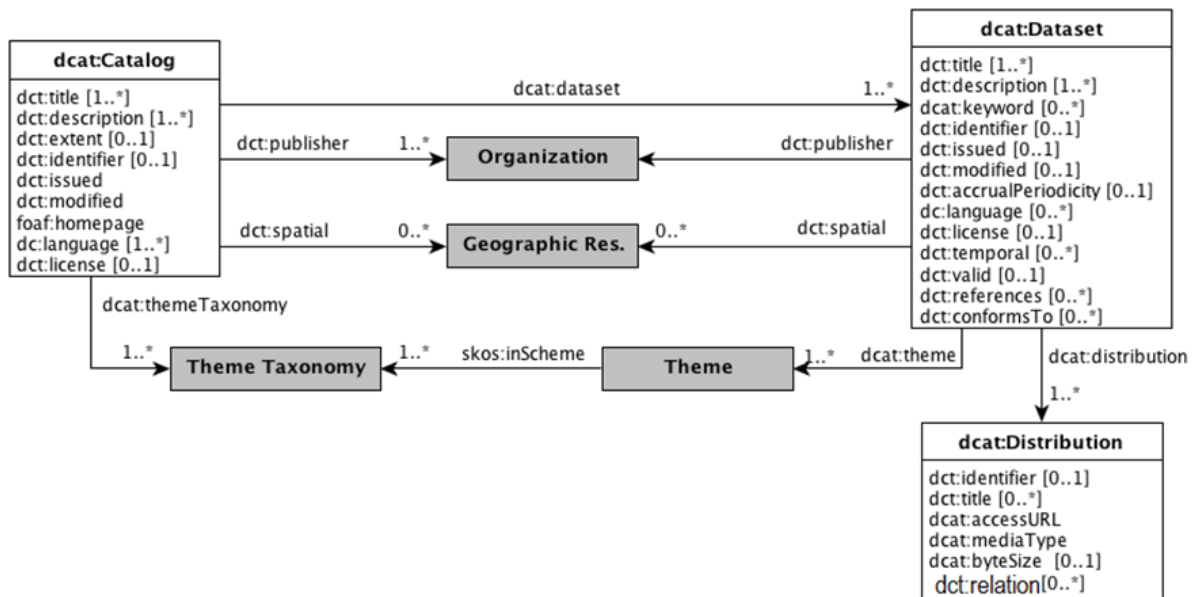 dcat:Catalog
dct:title [1..*]
dct:description [1..*]
dct:extent [0..1]
dct:identifier [0..1]
dct:issued
dct:modified
foaf:homepage
dc:language [1..*]
dct:license [0..1]
dcat:dataset
1..*
dct:publisher
1..*
Organization
dct:publisher
dct:spatial
0..*
Geographic Res.
0..*
dct:spatial
dcat:Dataset
dct:title [1..*]
dct:description [1..*]
dcat:keyword [0..*]
dct:identifier [0..1]
dct:issued [0..1]
dct:modified [0..1]
dct:accrualPeriodicity [0..1]
dc:language [0..*]
dct:license [0..1]
dct:temporal [0..*]
dct:valid [0..1]
dct:references [0..*]
dct:conformsTo [0..*]
dcat:themeTaxonomy
1..*
Theme Taxonomy
1..*
skos:inScheme
Theme
1..*
dcat:theme
dcat:distribution
1..*
dcat:Distribution
dct:identifier [0..1]
dct:title [0..*]
dcat:accessURL
dcat:mediaType
dcat:byteSize [0..1]
dct:relation[0..*]